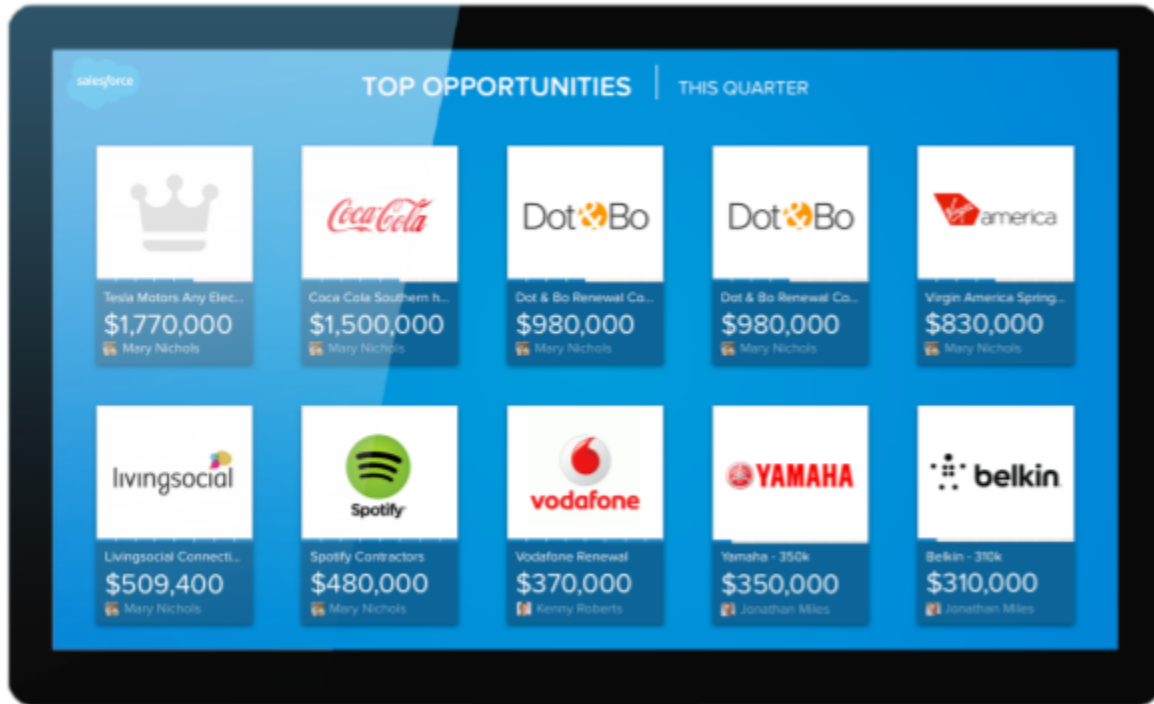 salesforce
TOP OPPORTUNITIES
THIS QUARTER
Coca-Cola
Dot&Bo
Dot&Bo
Virgin america
Tesla Motors Any Elec...
$1,770,000
Mary Nichols
Coca Cola Southern h...
$1,500,000
Mary Nichols
Dot & Bo Renewal Co...
$980,000
Mary Nichols
Dot & Bo Renewal Co...
$980,000
Mary Nichols
Virgin America Spring...
$830,000
Mary Nichols
livingsocial
Spotify
vodafone
YAMAHA
belkin
Livingsocial Connecti...
$509,400
Mary Nichols
Spotify Contractors
$480,000
Mary Nichols
Vodafone Renewal
$370,000
Kenny Roberts
Yamaha - 350k
$350,000
Jonathan Miles
Belkin - 310k
$310,000
Jonathan Miles